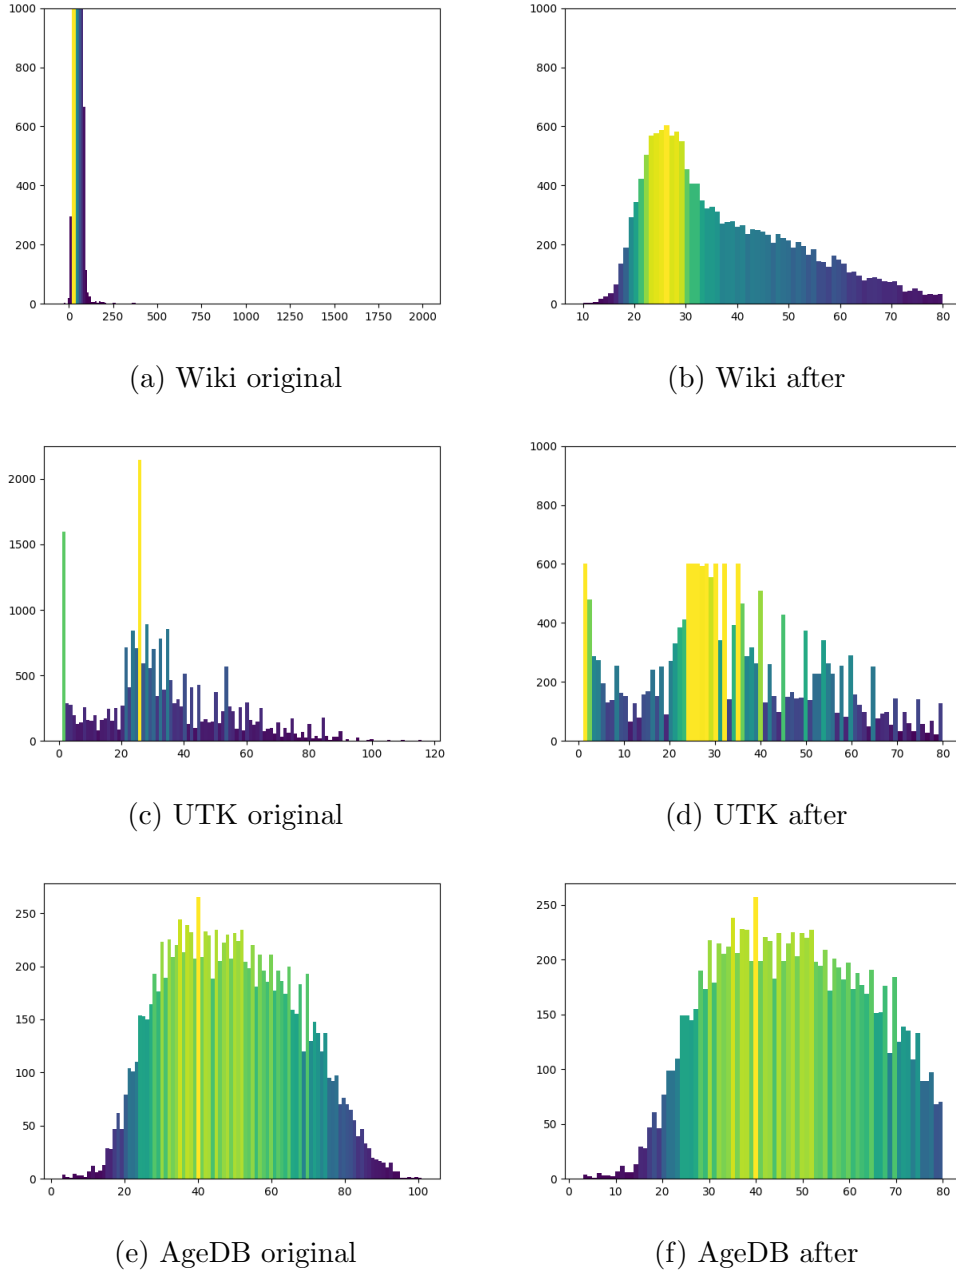 1000
800
600
400
200
0
0 250 500 750 1000 1250 1500 1750 2000
(a) Wiki original
1000
800
600
400
200
0
10 20 30 40 50 60 70 80
(b) Wiki after
2000
1500
1000
500
0
0 20 40 60 80 100 120
(c) UTK original
1000
800
600
400
200
0
0 10 20 30 40 50 60 70 80
(d) UTK after
250
200
150
100
50
0
0 20 40 60 80 100
(e) AgeDB original
250
200
150
100
50
0
0 10 20 30 40 50 60 70 80
(f) AgeDB after